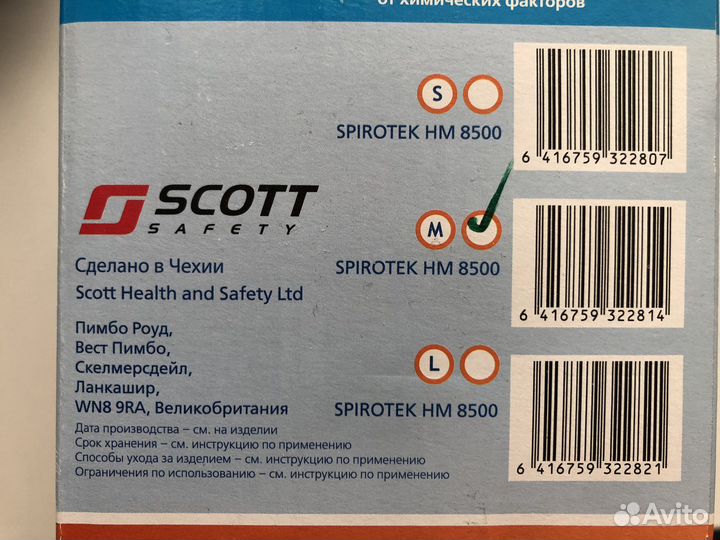 от химических факторов
S
SPIROTEK HM 8500
6 416759 322807
SCOTT
SAFETY
M
SPIROTEK HM 8500
6 416759 322814
Сделано в Чехии
Scott Health and Safety Ltd
Пимбо Роуд,
Вест Пимбо,
Скелмерсдейл,
Ланкашир,
WN8 9RA, Великобритания
L
SPIROTEK HM 8500
6 416759 322821
Дата производства – см. на изделии
Срок хранения – см. инструкцию по применению
Способы ухода за изделием – см. инструкцию по применению
Ограничения по использованию – см. инструкцию по применению
Avito